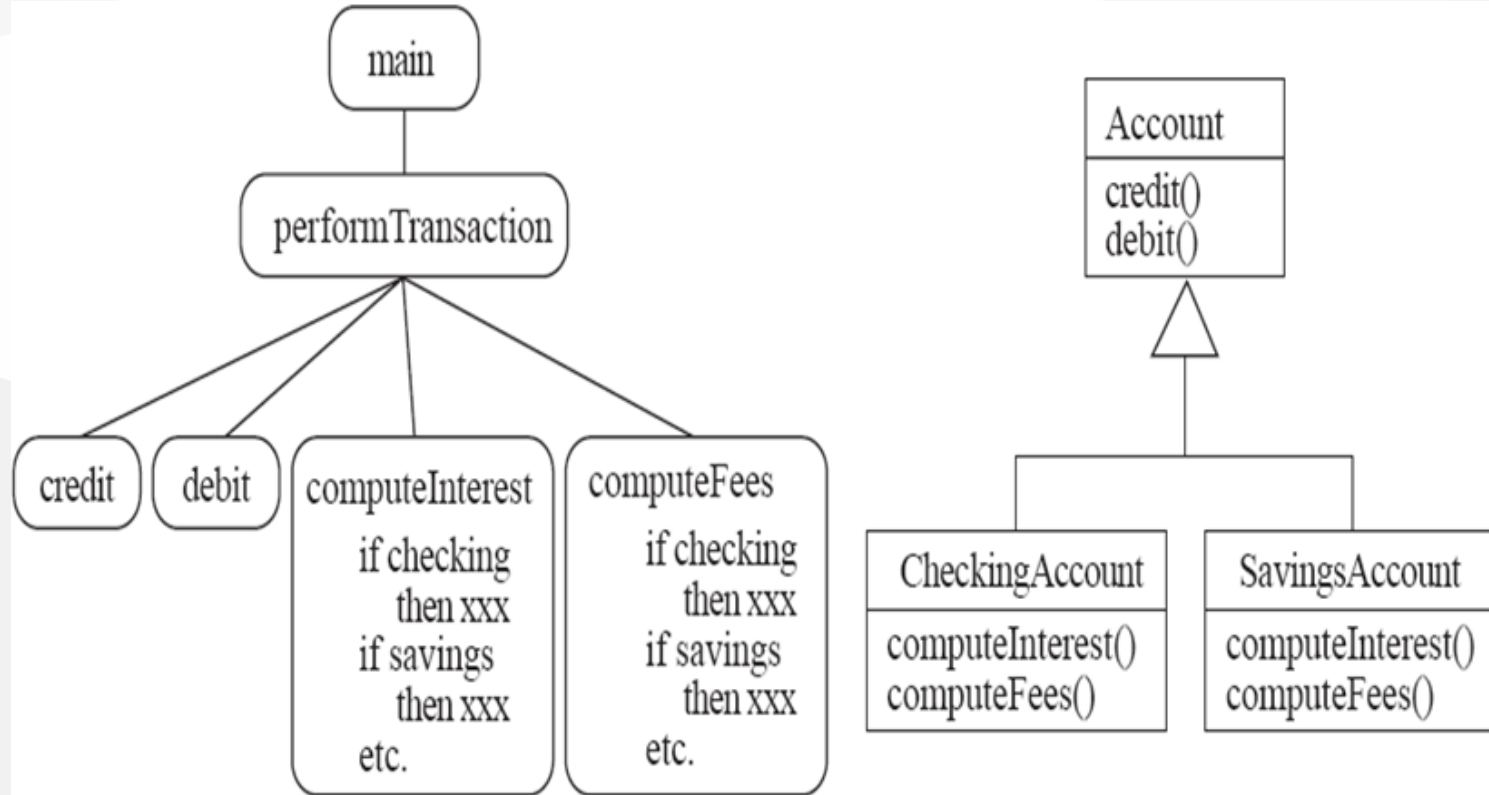 main
performTransaction
credit
debit
computeInterest
if checking
then xxx
if savings
then xxx
etc.
computeFees
if checking
then xxx
if savings
then xxx
etc.
Account
credit()
debit()
CheckingAccount
computeInterest()
computeFees()
SavingsAccount
computeInterest()
computeFees()